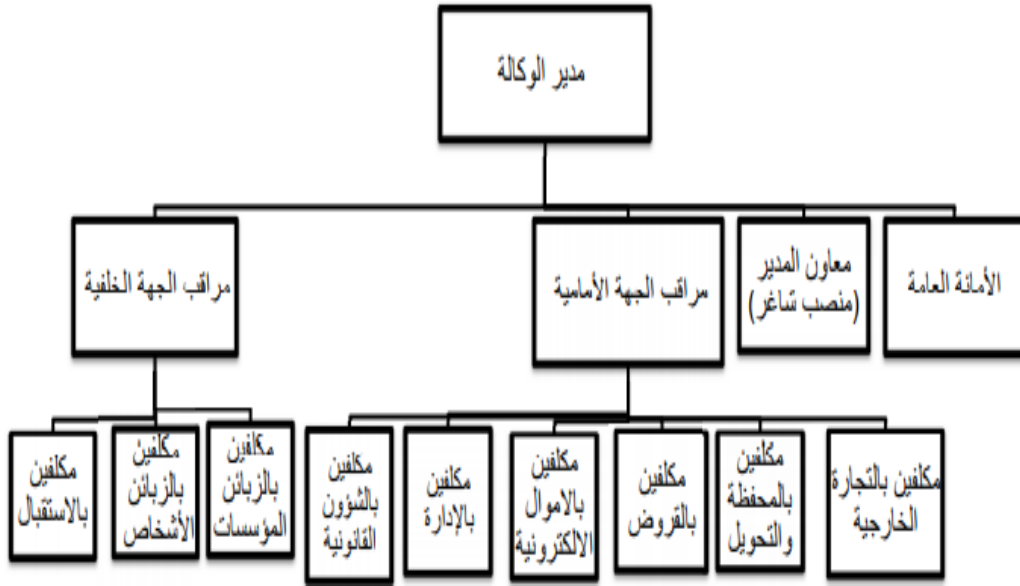 مدير الوكالة
الأمانة العامة
معاون المدير
(منصب شاغر)
مراقب الجهة الأمامية
مراقب الجهة الخلفية
مكلفين بالتجارة
الخارجية
مكلفين
بالمحفظة
والتحويل
مكلفين
بالقروض
مكلفين
بالاموال
الالكترونية
مكلفين
بالإدارة
مكلفين
بالشؤون
القانونية
مكلفين
بالزبائن
المؤسسات
مكلفين
بالزبائن
الأشخاص
مكلفين
بالاستقبال